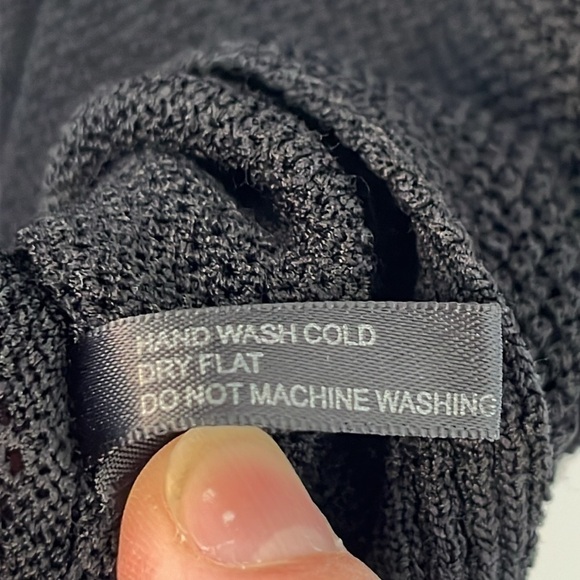 HAND WASH COLD
DRY FLAT
DO NOT MACHINE WASHING